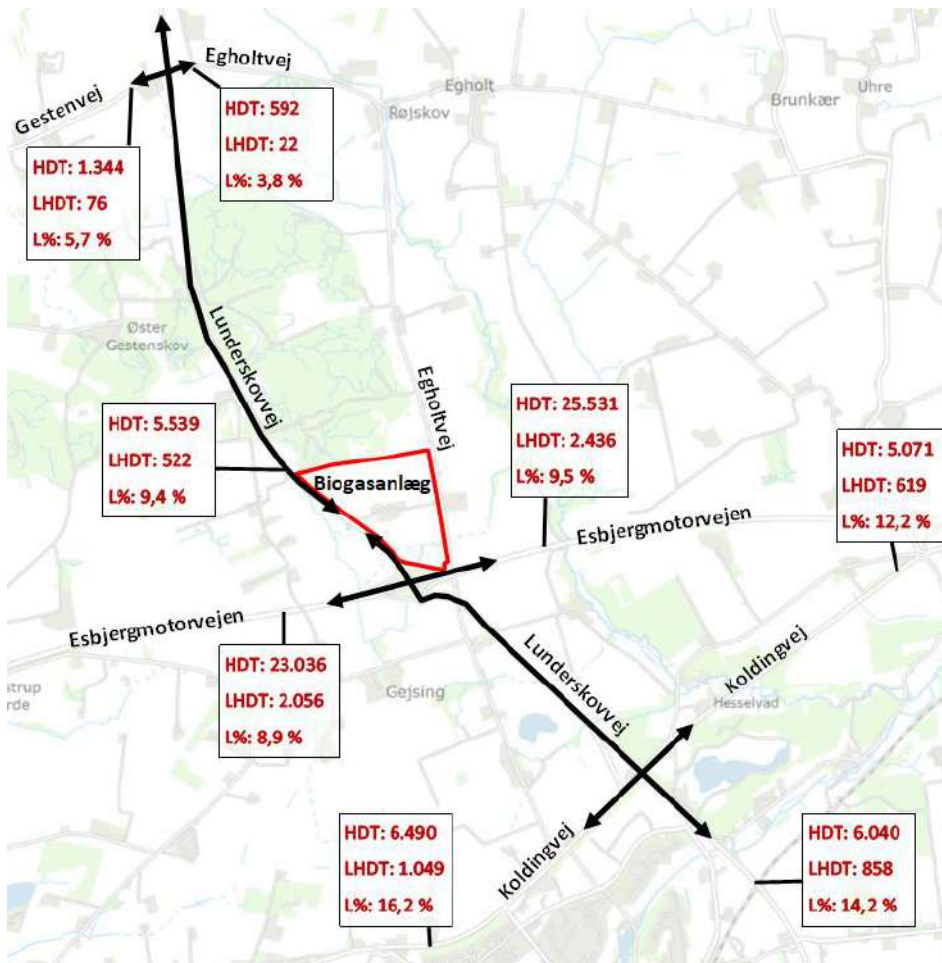 Egholtvej
Gestenvej
HDT: 592
LHDT: 22
L%: 3,8 %
Egholt
Røjskov
Brunkær
Uhre
HDT: 1.344
LHDT: 76
L%: 5,7 %
Øster
Gestenskov
Lunderskovvej
Egholtvej
HDT: 5.539
LHDT: 522
L%: 9,4 %
Biogasanlæg
HDT: 25.531
LHDT: 2.436
L%: 9,5 %
HDT: 5.071
LHDT: 619
L%: 12,2 %
Esbjergmotorvejen
Esbjergmotorvejen
HDT: 23.036
LHDT: 2.056
L%: 8,9 %
strup
rde
Gejsing
Lunderskovvej
Koldingvej
Hesselvad
Koldingvej
HDT: 6.490
LHDT: 1.049
L%: 16,2 %
HDT: 6.040
LHDT: 858
L%: 14,2 %